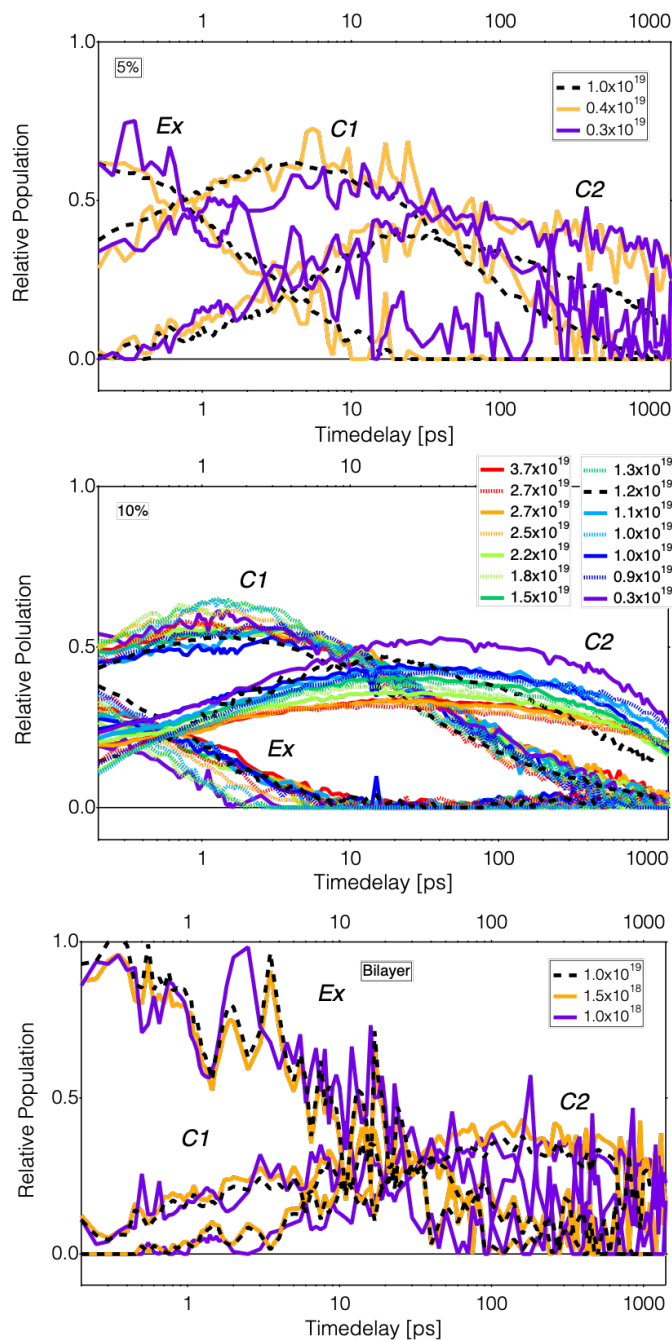 1 10 100 1000
1.0
5%
1.0x10^19
0.4x10^19
0.3x10^19
Ex
C1
C2
0.5
Relative Population
0.0
1 10 100 1000
Timedelay [ps]
1 10
3.7x10^19
2.7x10^19
2.7x10^19
2.5x10^19
2.2x10^19
1.8x10^19
1.5x10^19
1.3x10^19
1.2x10^19
1.1x10^19
1.0x10^19
1.0x10^19
0.9x10^19
0.3x10^19
1.0
10%
C1
C2
0.5
Relative Polulation
Ex
0.0
1 10 100 1000
Timedelay [ps]
1 10 100 1000
1.0
Bilayer
1.0x10^19
1.5x10^18
1.0x10^18
Ex
0.5
C1
C2
Relative Population
0.0
1 10 100 1000
Timedelay [ps]